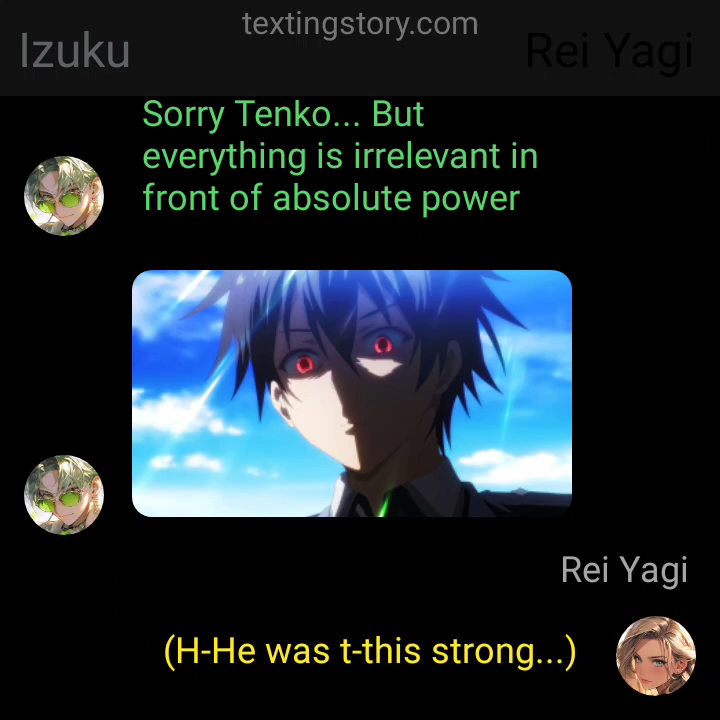 textingstory.com
Izuku
Rei Yagi
Sorry Tenko... But
everything is irrelevant in
front of absolute power
Rei Yagi
(H-He was t-this strong...)